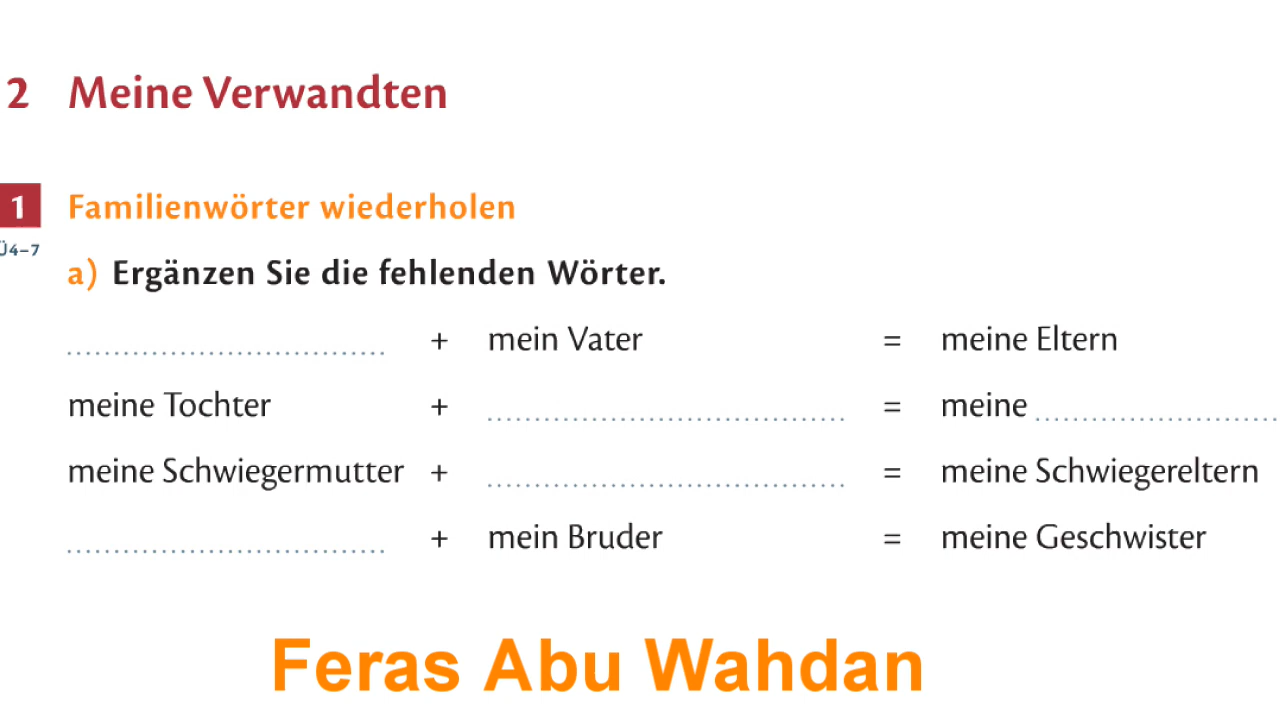 2 Meine Verwandten
1 Familienwörter wiederholen
Ü4–7
a) Ergänzen Sie die fehlenden Wörter.
................................. + mein Vater = meine Eltern
meine Tochter + ..................................... = meine .........................
meine Schwiegermutter + ..................................... = meine Schwiegereltern
................................. + mein Bruder = meine Geschwister
Feras Abu Wahdan